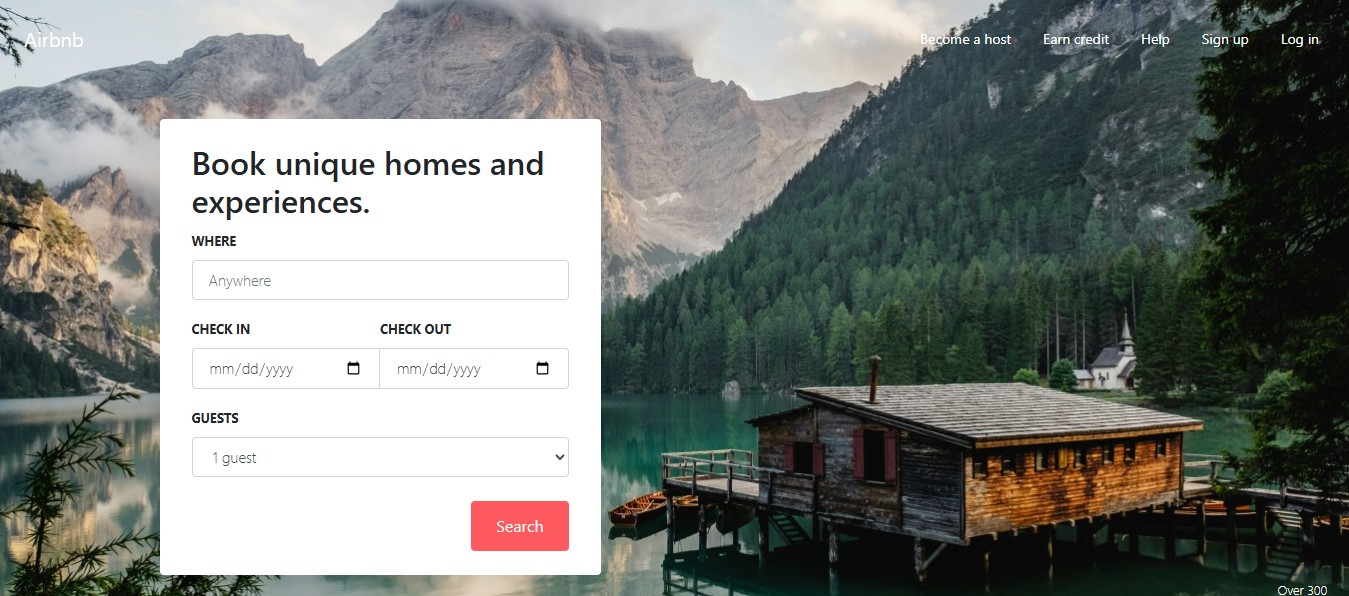 Airbnb
Become a host Earn credit Help Sign up Log in
Book unique homes and
experiences.
WHERE
Anywhere
CHECK IN CHECK OUT
mm/dd/yyyy mm/dd/yyyy
GUESTS
1 guest
Search
Over 300